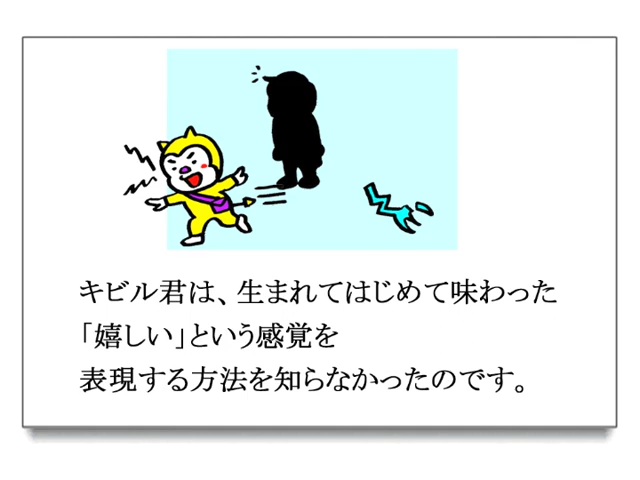 キビル君は、生まれてはじめて味わった
「嬉しい」という感覚を
表現する方法を知らなかったのです。